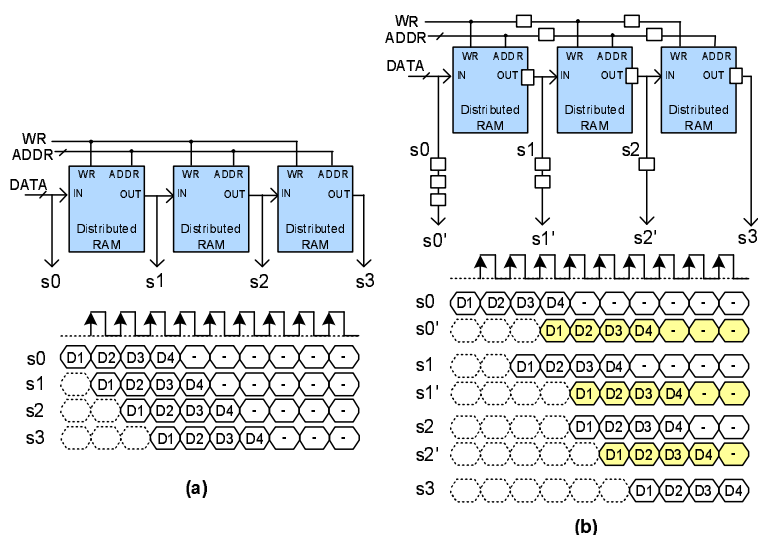 WR
ADDR
WR ADDR WR ADDR WR ADDR
DATA
IN OUT IN OUT IN OUT
Distributed RAM Distributed RAM Distributed RAM
s0 s1 s2 s3
s0 D1 D2 D3 D4 - - - - - -
s1 D1 D2 D3 D4 - - - - -
s2 D1 D2 D3 D4 - - - -
s3 D1 D2 D3 D4 - - -
(a)
WR
ADDR
WR ADDR WR ADDR WR ADDR
DATA
IN OUT IN OUT IN OUT
Distributed RAM Distributed RAM Distributed RAM
s0 s1 s2
s0' s1' s2' s3
s0 D1 D2 D3 D4 - - - - - -
s0' D1 D2 D3 D4 - - -
s1 D1 D2 D3 D4 - - - -
s1' D1 D2 D3 D4 - -
s2 D1 D2 D3 D4 - -
s2' D1 D2 D3 D4 -
s3 D1 D2 D3 D4
(b)